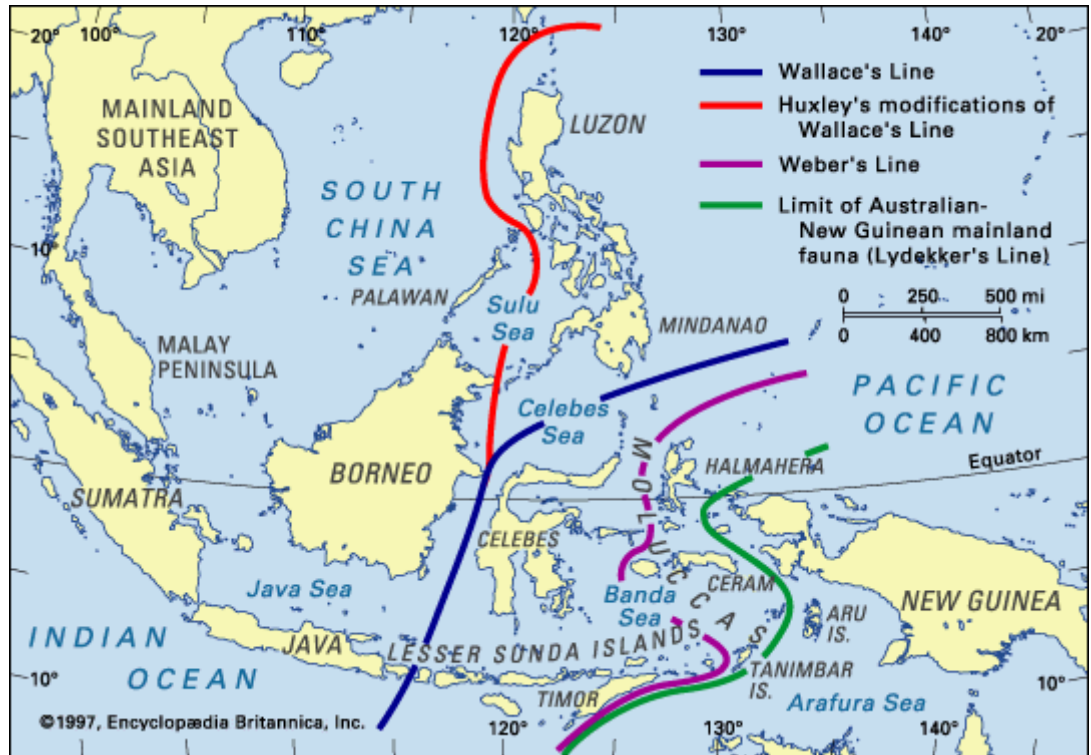 20°
100°
120°
130°
140°
20°
Wallace's Line
Huxley's modifications of
Wallace's Line
Weber's Line
Limit of Australian-
New Guinean mainland
fauna (Lydekker's Line)
0 250 500 mi
0 400 800 km
MAINLAND
SOUTHEAST
ASIA
LUZON
SOUTH
CHINA
SEA
10°
10°
PALAWAN
Sulu
Sea
MINDANAO
MALAY
PENINSULA
PACIFIC
OCEAN
Celebes
Sea
Equator
BORNEO
HALMAHERA
SUMATRA
MOLUCCAS
CELEBES
CERAM
Java Sea
Banda
Sea
ARU
IS.
NEW GUINEA
INDIAN
OCEAN
JAVA
LESSER SUNDA ISLANDS
TANIMBAR
IS.
10°
TIMOR
Arafura Sea
10°
©1997, Encyclopædia Britannica, Inc.
120°
130°
140°